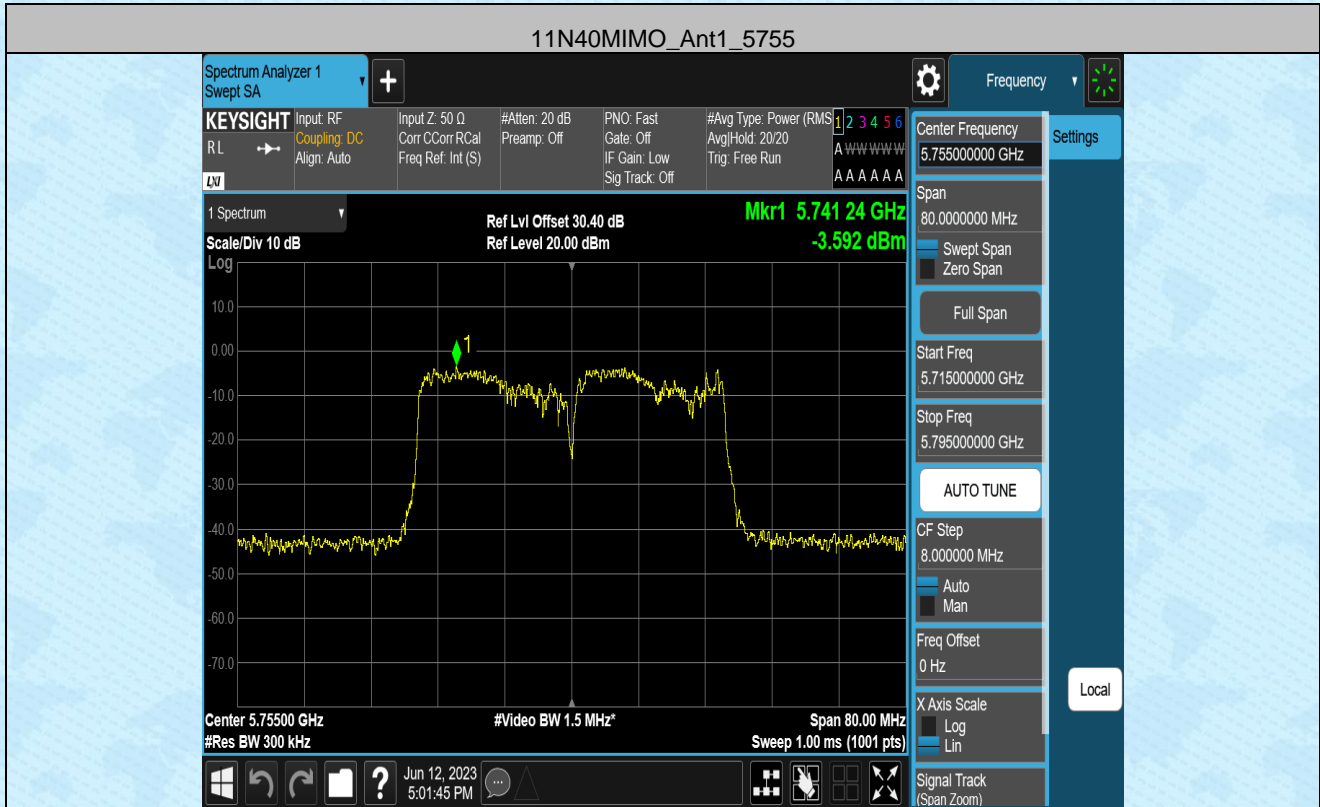 11N40MIMO_Ant1_5755
Spectrum Analyzer 1
Swept SA
+
Frequency
KEYSIGHT
RL
LXI
Input: RF
Coupling: DC
Align: Auto
Input Z: 50 Ω
Corr CCorr RCal
Freq Ref: Int (S)
#Atten: 20 dB
Preamp: Off
PNO: Fast
Gate: Off
IF Gain: Low
Sig Track: Off
#Avg Type: Power (RMS
Avg|Hold: 20/20
Trig: Free Run
1 2 3 4 5 6
A W W W W W
A A A A A A
1 Spectrum
Scale/Div 10 dB
Log
Ref Lvl Offset 30.40 dB
Ref Level 20.00 dBm
Mkr1 5.741 24 GHz
-3.592 dBm
10.0
0.00
-10.0
-20.0
-30.0
-40.0
-50.0
-60.0
-70.0
1
Center 5.75500 GHz
#Res BW 300 kHz
#Video BW 1.5 MHz*
Span 80.00 MHz
Sweep 1.00 ms (1001 pts)
Center Frequency
5.755000000 GHz
Settings
Span
80.0000000 MHz
Swept Span
Zero Span
Full Span
Start Freq
5.715000000 GHz
Stop Freq
5.795000000 GHz
AUTO TUNE
CF Step
8.000000 MHz
Auto
Man
Freq Offset
0 Hz
X Axis Scale
Log
Lin
Local
Signal Track
(Span Zoom)
?
Jun 12, 2023
5:01:45 PM